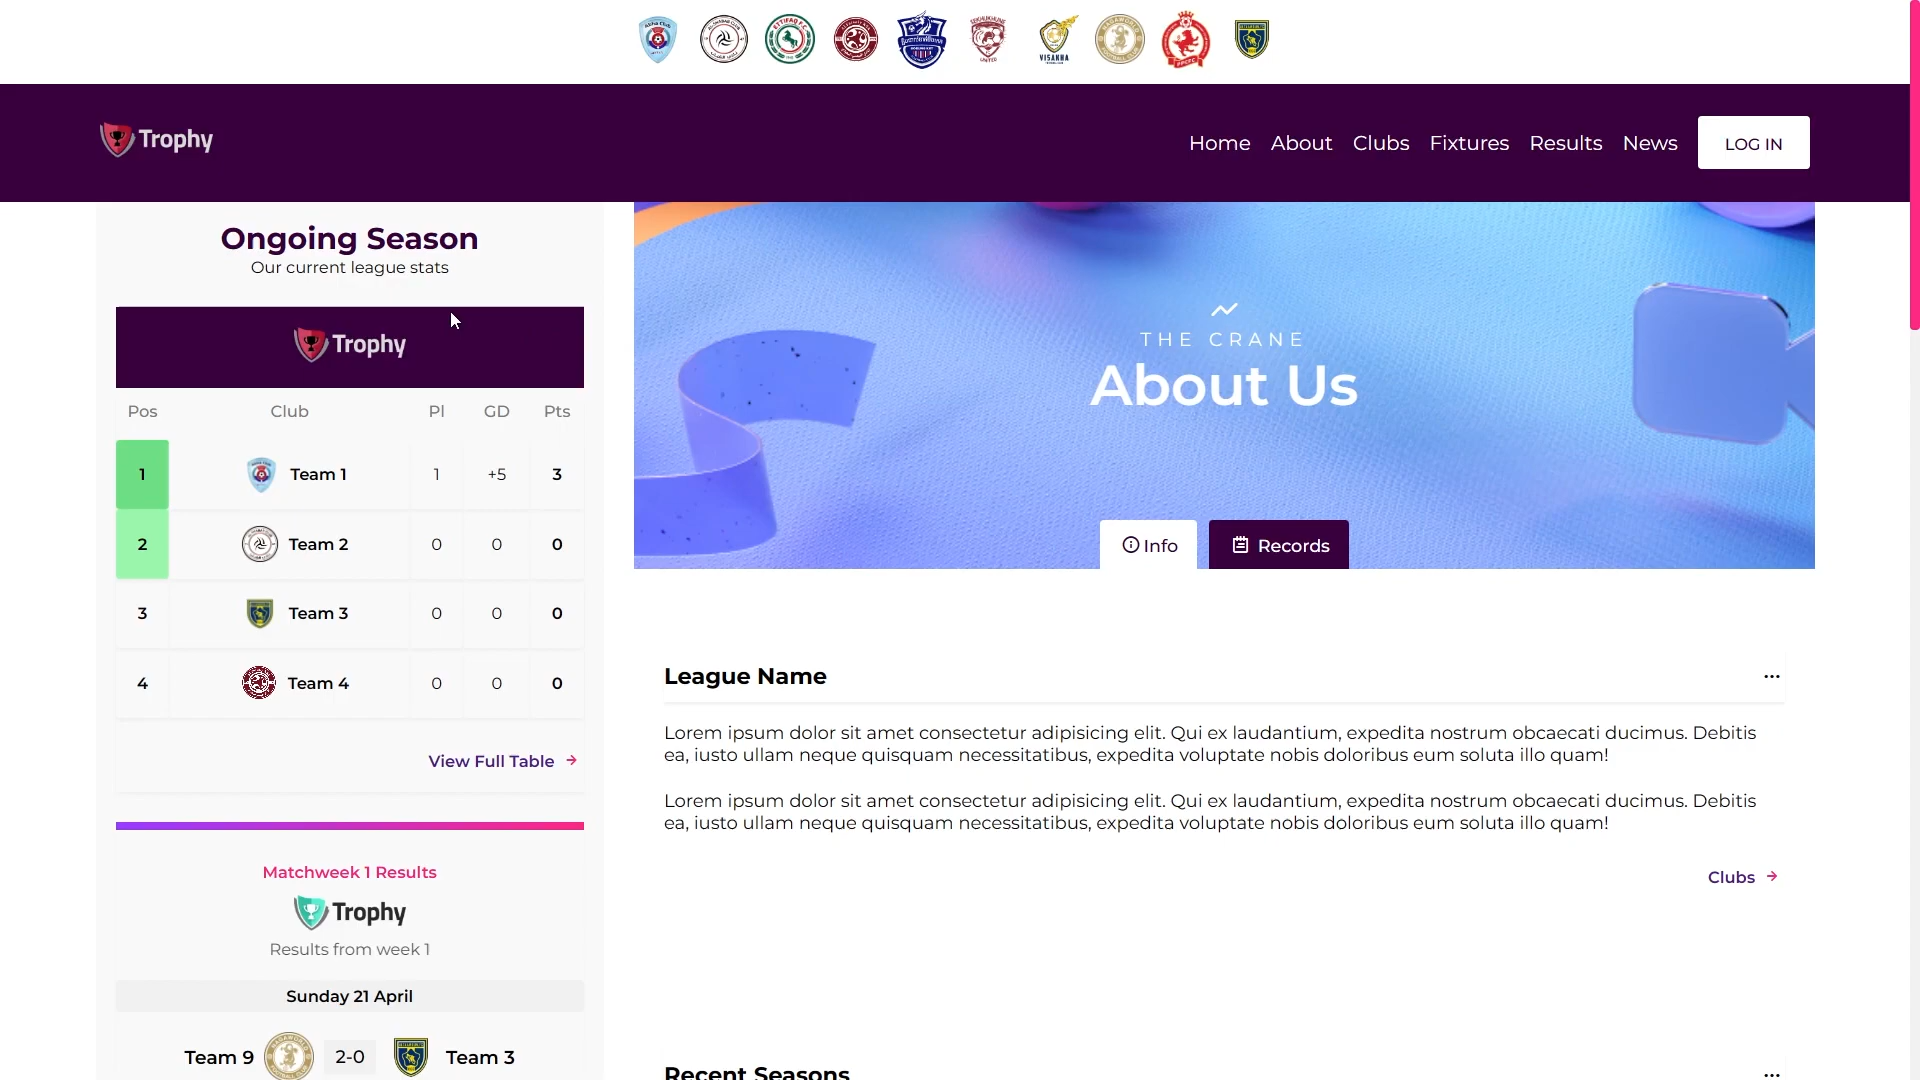 VISANHA
PPCFC
Trophy
Home About Clubs Fixtures Results News LOG IN
Ongoing Season
Our current league stats
Trophy
Pos Club Pl GD Pts
1 Team 1 1 +5 3
2 Team 2 0 0 0
3 Team 3 0 0 0
4 Team 4 0 0 0
View Full Table
Matchweek 1 Results
Trophy
Results from week 1
Sunday 21 April
Team 9 2-0 Team 3
THE CRANE
About Us
Info Records
League Name
Lorem ipsum dolor sit amet consectetur adipisicing elit. Qui ex laudantium, expedita nostrum obcaecati ducimus. Debitis
ea, iusto ullam neque quisquam necessitatibus, expedita voluptate nobis doloribus eum soluta illo quam!
Lorem ipsum dolor sit amet consectetur adipisicing elit. Qui ex laudantium, expedita nostrum obcaecati ducimus. Debitis
ea, iusto ullam neque quisquam necessitatibus, expedita voluptate nobis doloribus eum soluta illo quam!
Clubs
Recent Seasons